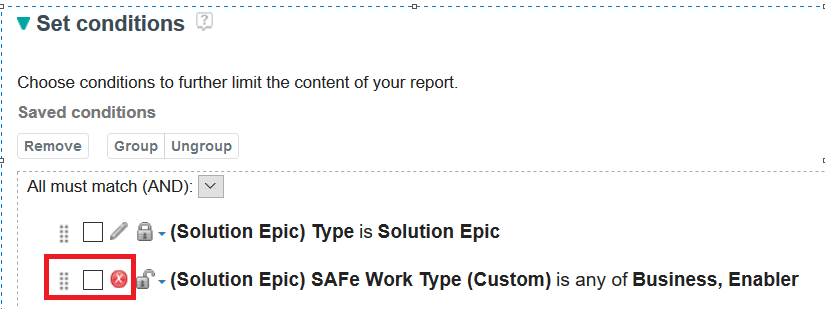 Set conditions ?
Choose conditions to further limit the content of your report.
Saved conditions
Remove Group Ungroup
All must match (AND):
(Solution Epic) Type is Solution Epic
(Solution Epic) SAFe Work Type (Custom) is any of Business, Enabler